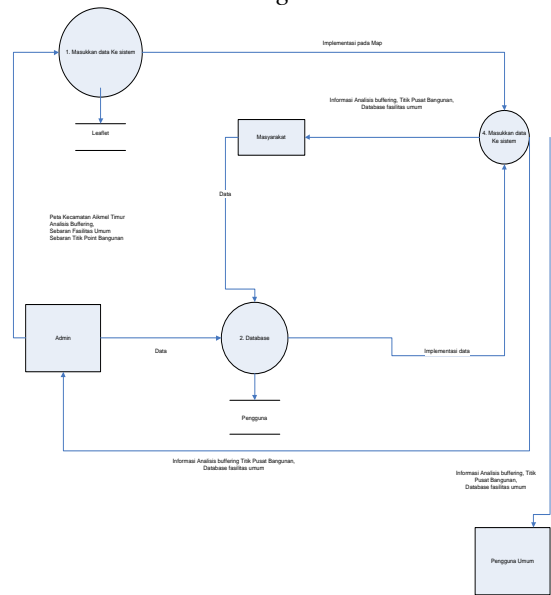 1. Masukkan data Ke sistem
Implementasi pada Map
Informasi Analisis buffering, Titik Pusat Bangunan,
Database fasilitas umum
Leaflet
Masyarakat
4. Masukkan data
Ke sistem
Data
Peta Kecamatan Aikmel Timur
Analisis Buffering,
Sebaran Fasilitas Umum
Sebaran Titik Point Bangunan
Admin
Data
2. Database
Implementasi data
Pengguna
Informasi Analisis buffering Titik Pusat Bangunan,
Database fasilitas umum
Informasi Analisis buffering, Titik
Pusat Bangunan,
Database fasilitas umum
Pengguna Umum